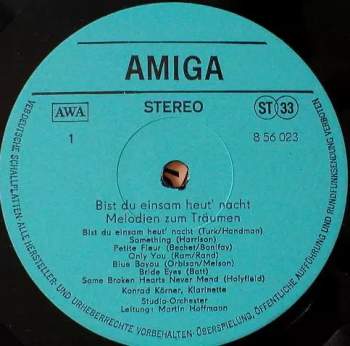 AMIGA
AWA
STEREO
ST 33
1
8 56 023
Bist du einsam heut' nacht
Melodien zum Träumen
Bist du einsam heut' nacht (Turk/Handman)
Something (Harrison)
Petite Fleur (Bechet/Bonifay)
Only You (Ram/Rand)
Blue Bayou (Orbison/Melson)
Bride Eyes (Batt)
Some Broken Hearts Never Mend (Holyfield)
Konrad Körner, Klarinette
Studio-Orchester
Leitung: Martin Hoffmann
VEB DEUTSCHE SCHALLPLATTEN · ALLE HERSTELLER- UND URHEBERRECHTE VORBEHALTEN · ÜBERSPIELUNG, ÖFFENTLICHE AUFFÜHRUNG UND RUNDFUNKSENDUNG VERBOTEN